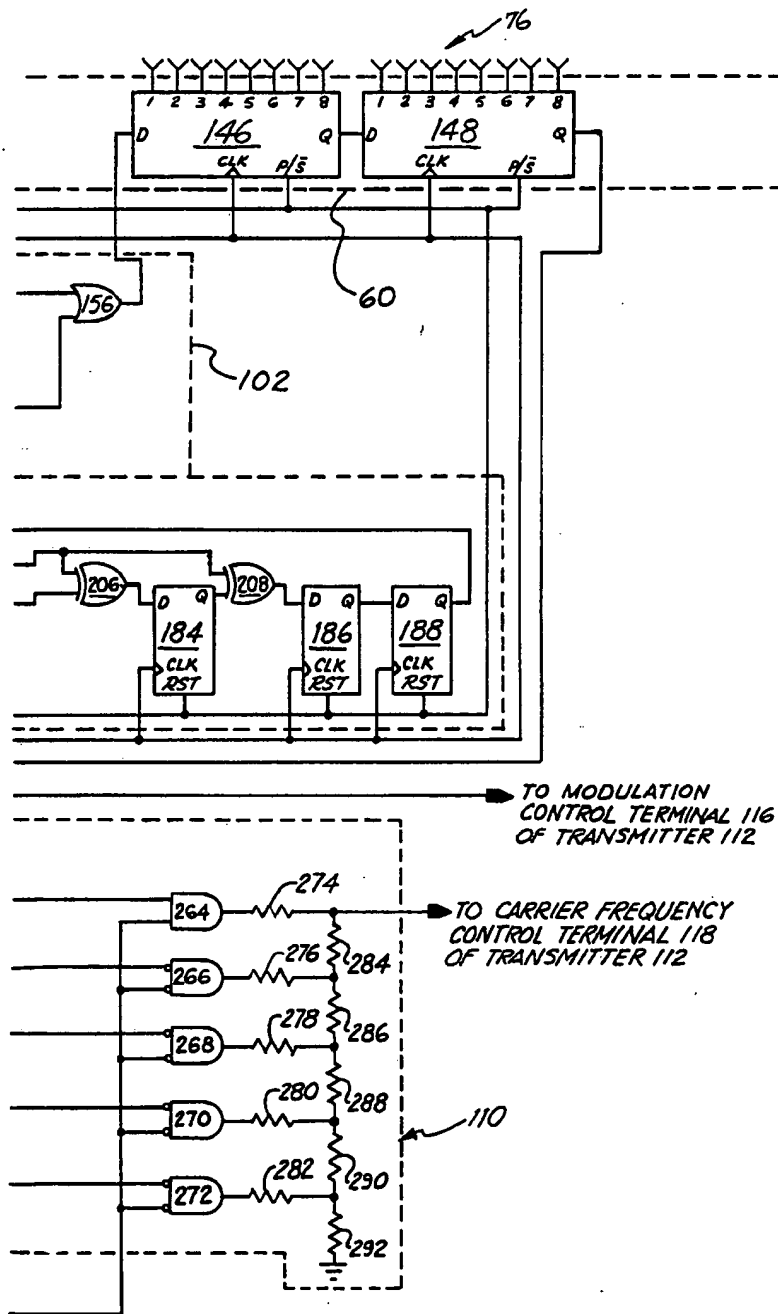 76
1 2 3 4 5 6 7 8
1 2 3 4 5 6 7 8
D 146 Q
CLK P/S̅
D 148 Q
CLK P/S̅
60
156
102
206
208
D Q
184
CLK
RST
D Q
186
CLK
RST
D Q
188
CLK
RST
TO MODULATION
CONTROL TERMINAL 116
OF TRANSMITTER 112
264
274
TO CARRIER FREQUENCY
CONTROL TERMINAL 118
OF TRANSMITTER 112
284
266
276
286
268
278
288
270
280
110
290
272
282
292